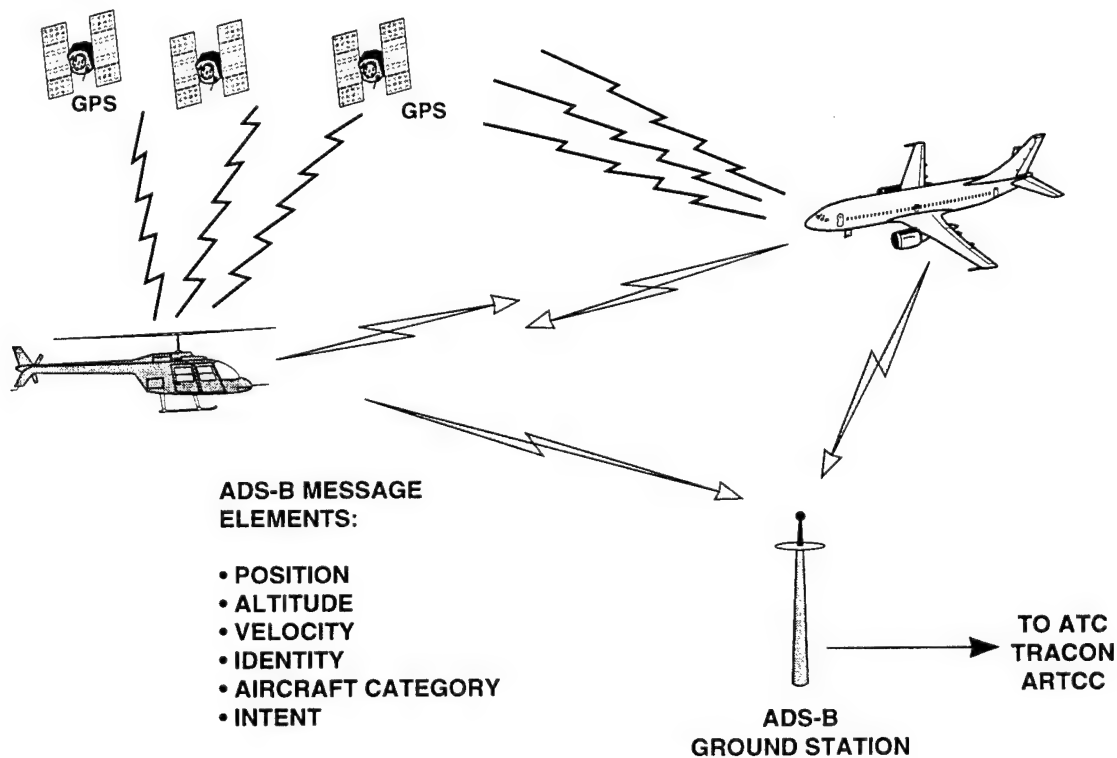 GPS
GPS
ADS-B MESSAGE
ELEMENTS:
• POSITION
• ALTITUDE
• VELOCITY
• IDENTITY
• AIRCRAFT CATEGORY
• INTENT
TO ATC
TRACON
ARTCC
ADS-B
GROUND STATION